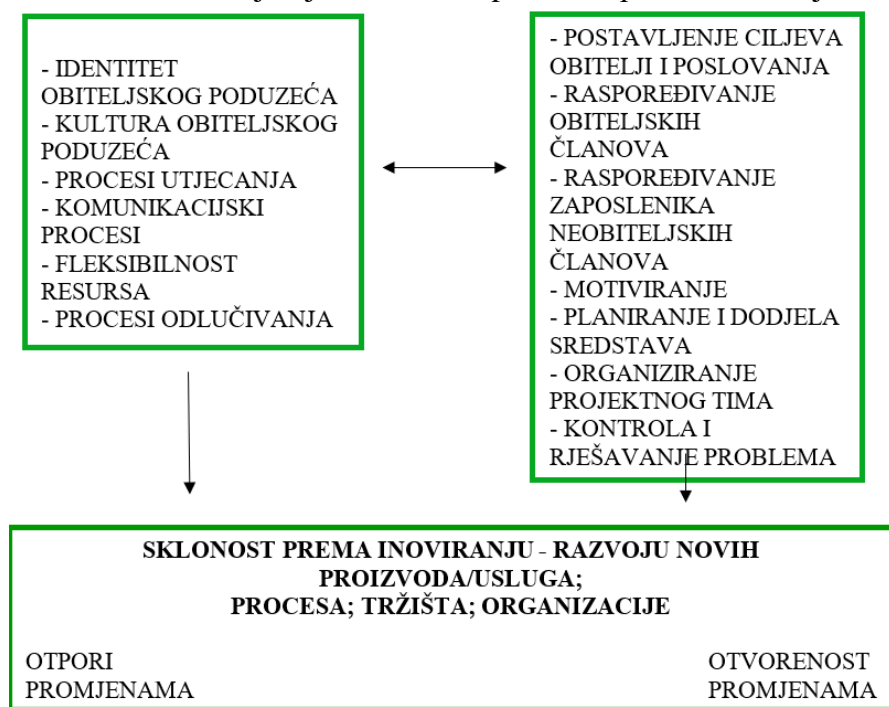 - IDENTITET
OBITELJSKOG PODUZEĆA
- KULTURA OBITELJSKOG
PODUZEĆA
- PROCESI UTJECANJA
- KOMUNIKACIJSKI
PROCESI
- FLEKSIBILNOST
RESURSA
- PROCESI ODLUČIVANJA
- POSTAVLJENJE CILJEVA
OBITELJI I POSLOVANJA
- RASPOREĐIVANJE
OBITELJSKIH
ČLANOVA
- RASPOREĐIVANJE
ZAPOSLENIKA
NEOBITELJSKIH
ČLANOVA
- MOTIVIRANJE
- PLANIRANJE I DODJELA
SREDSTAVA
- ORGANIZIRANJE
PROJEKTNOG TIMA
- KONTROLA I
RJEŠAVANJE PROBLEMA
SKLONOST PREMA INOVIRANJU - RAZVOJU NOVIH
PROIZVODA/USLUGA;
PROCESA; TRŽIŠTA; ORGANIZACIJE
OTPORI
PROMJENAMA
OTVORENOST
PROMJENAMA